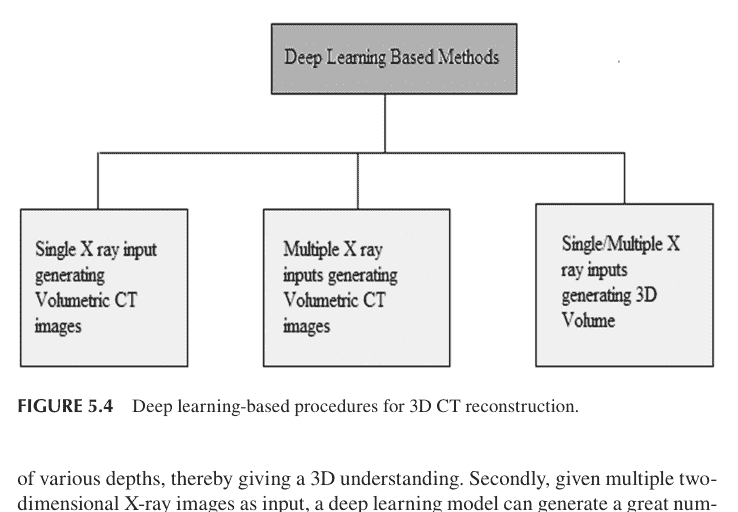 Deep Learning Based Methods
Single X ray input
generating
Volumetric CT
images
Multiple X ray
inputs generating
Volumetric CT
images
Single/Multiple X
ray inputs
generating 3D
Volume
FIGURE 5.4 Deep learning-based procedures for 3D CT reconstruction.
of various depths, thereby giving a 3D understanding. Secondly, given multiple two-
dimensional X-ray images as input, a deep learning model can generate a great num-